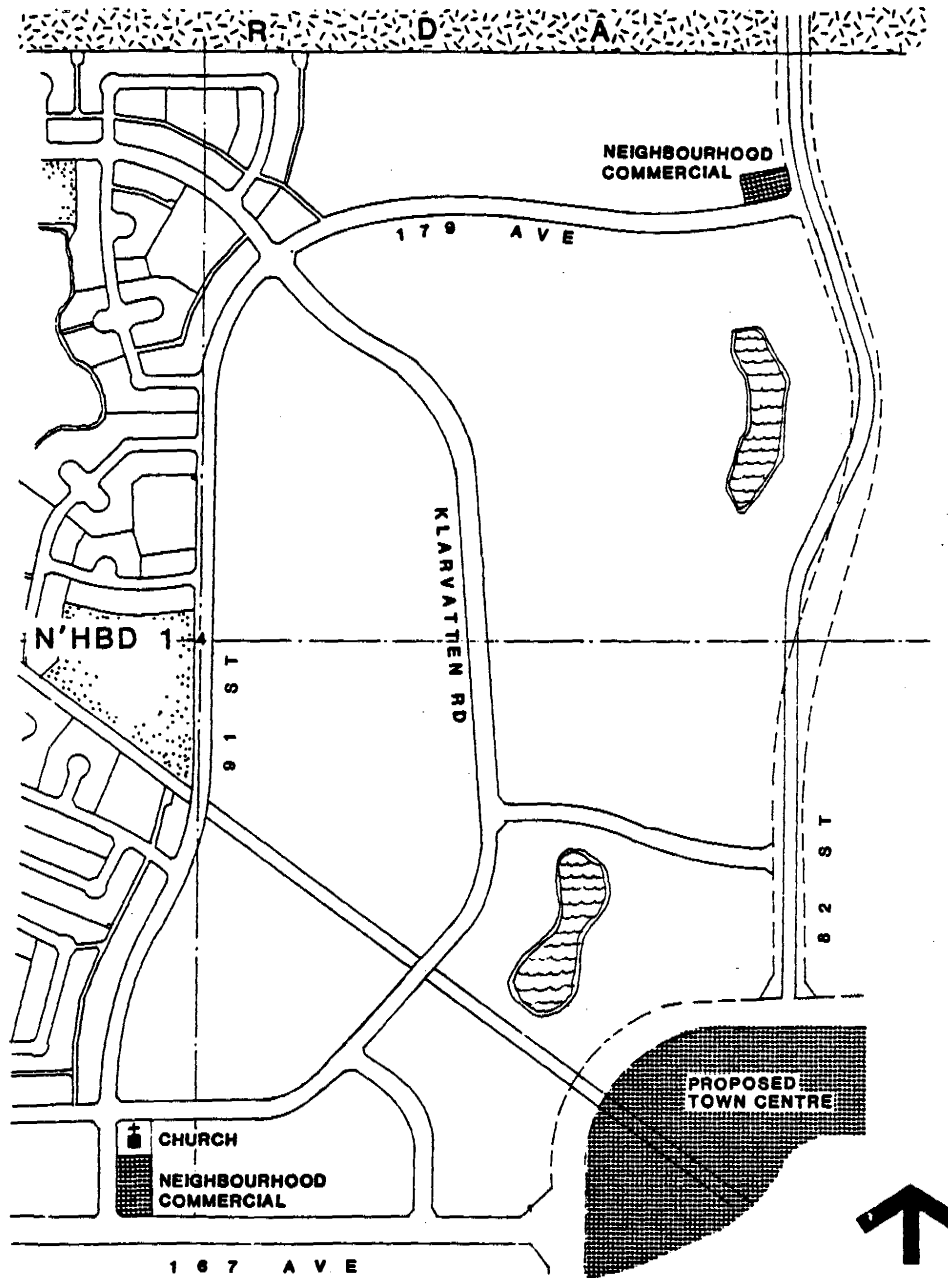 R D A
NEIGHBOURHOOD
COMMERCIAL
179 AVE
KLARVATTEN RD
N'HBD 1-4
91 ST
82 ST
PROPOSED
TOWN CENTRE
CHURCH
NEIGHBOURHOOD
COMMERCIAL
167 AVE